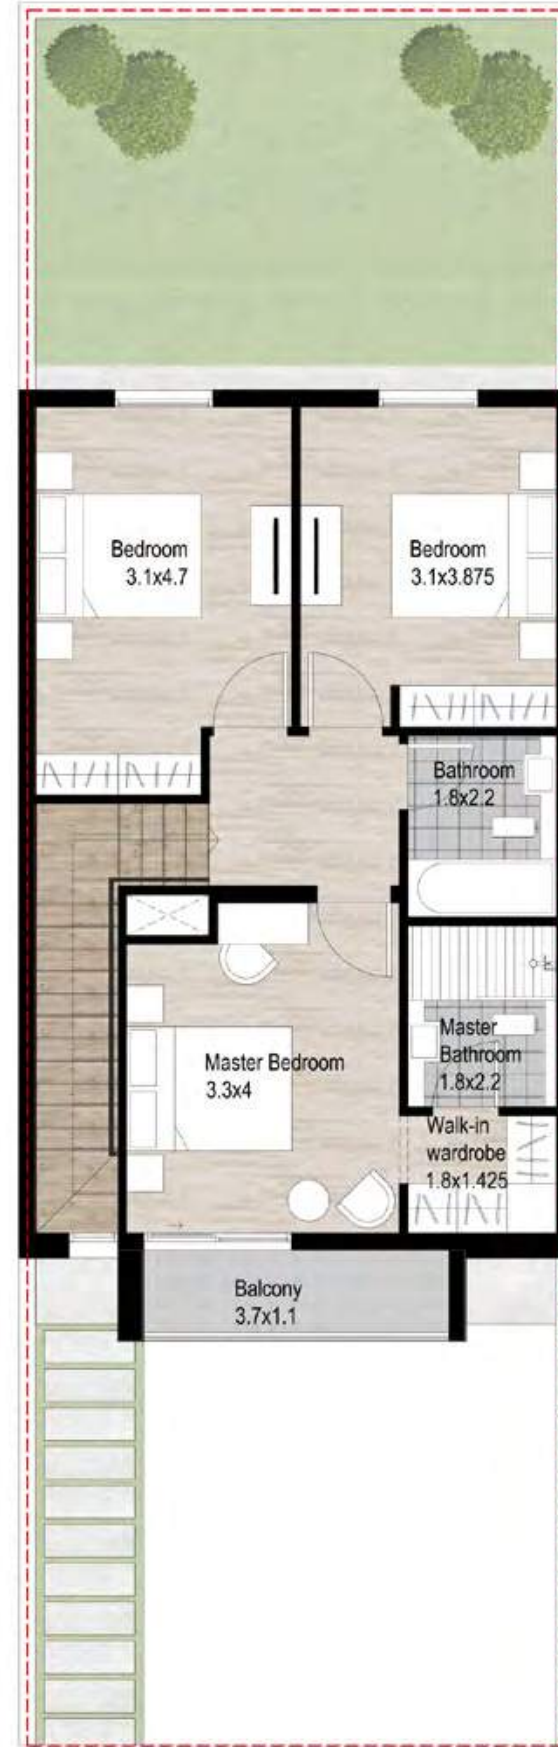 Bedroom
3.1x4.7
Bedroom
3.1x3.875
Bathroom
1.8x2.2
Master
Bathroom
1.8x2.2
Master Bedroom
3.3x4
Walk-in
wardrobe
1.8x1.425
Balcony
3.7x1.1